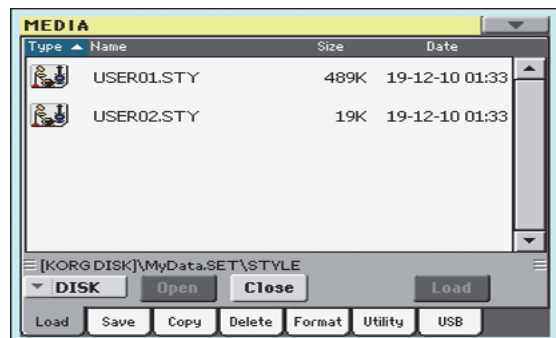 MEDIA
Type Name Size Date
USER01.STY 489K 19-12-10 01:33
USER02.STY 19K 19-12-10 01:33
[KORG DISK]\MyData.SET\STYLE
DISK Open Close Load
Load Save Copy Delete Format Utility USB